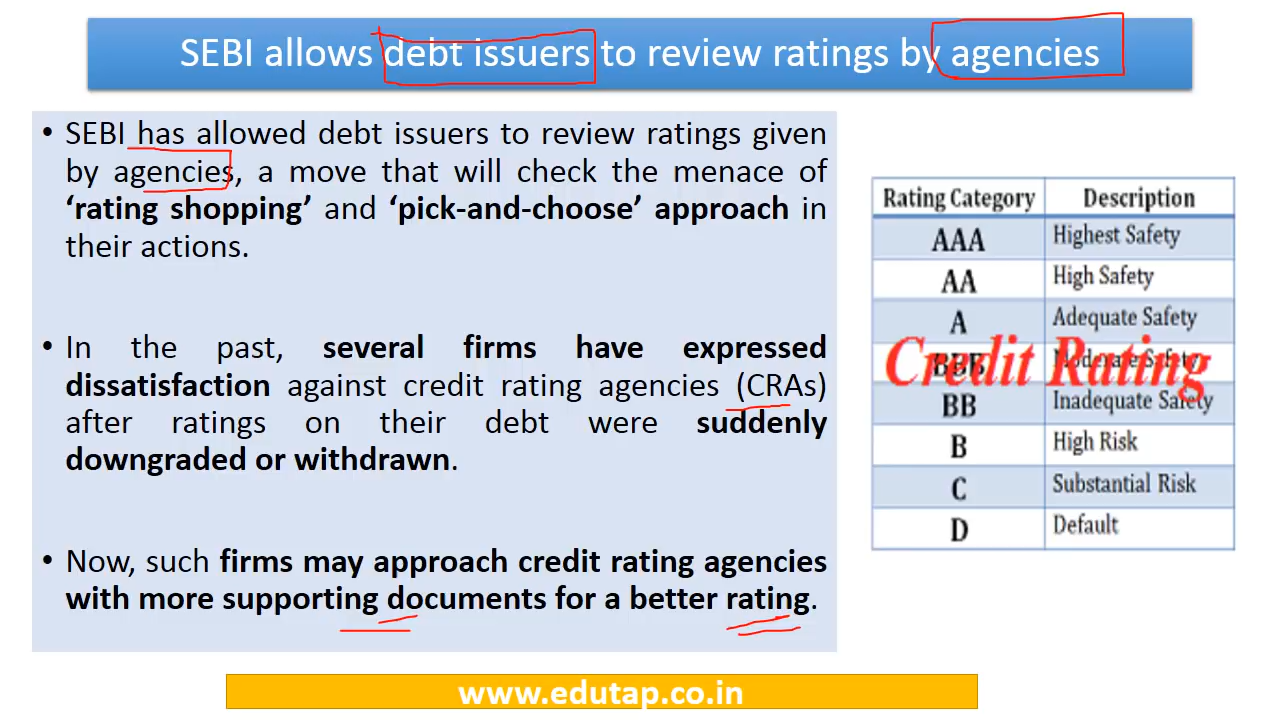 SEBI allows debt issuers to review ratings by agencies
• SEBI has allowed debt issuers to review ratings given
by agencies, a move that will check the menace of
‘rating shopping’ and ‘pick-and-choose’ approach in
their actions.
• In the past, several firms have expressed
dissatisfaction against credit rating agencies (CRAs)
after ratings on their debt were suddenly
downgraded or withdrawn.
• Now, such firms may approach credit rating agencies
with more supporting documents for a better rating.
Rating Category Description
AAA Highest Safety
AA High Safety
A Adequate Safety
BBB Moderate Safety
Credit Rating
BB Inadequate Safety
B High Risk
C Substantial Risk
D Default
www.edutap.co.in